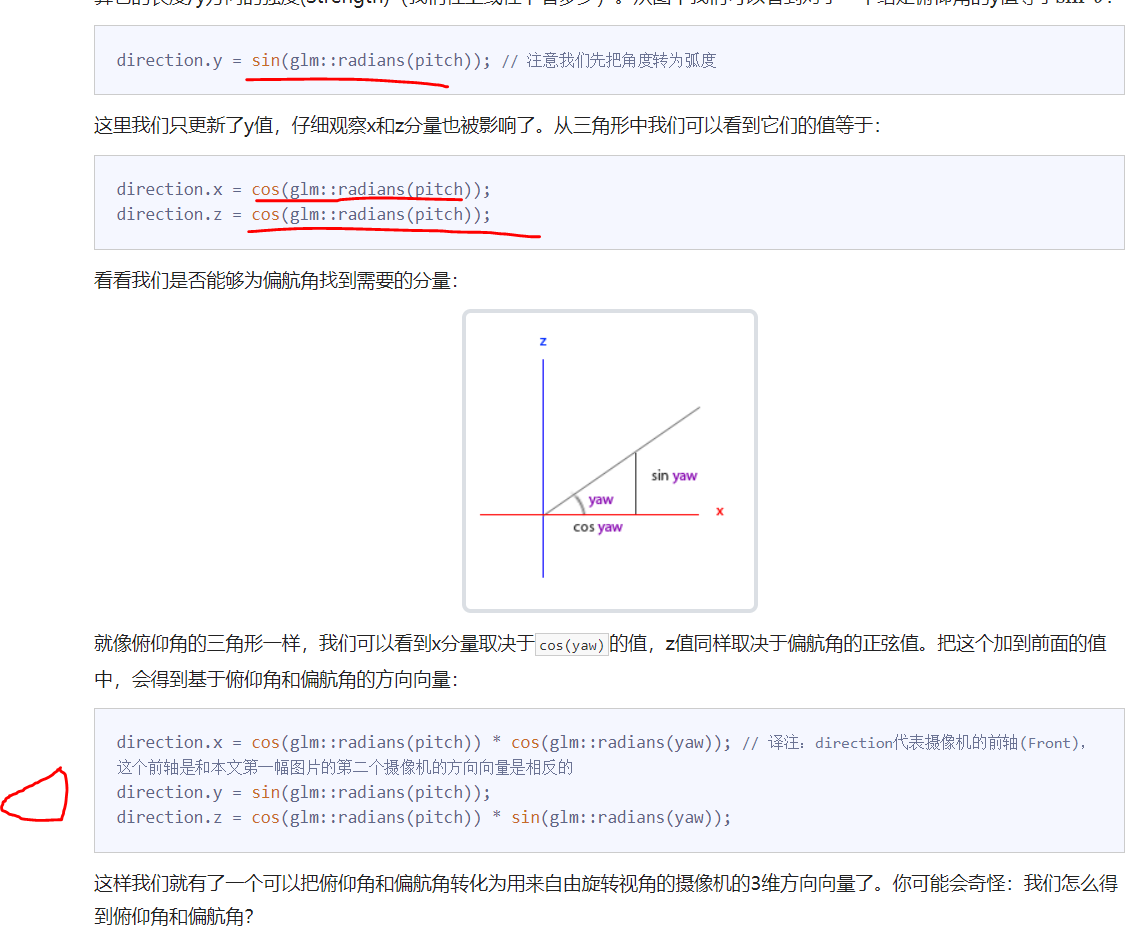 direction.y = sin(glm::radians(pitch)); // 注意我们先把角度转为弧度
这里我们只更新了y值，仔细观察x和z分量也被影响了。从三角形中我们可以看到它们的值等于：
direction.x = cos(glm::radians(pitch));
direction.z = cos(glm::radians(pitch));
看看我们是否能够为偏航角找到需要的分量：
z
sin yaw
yaw
x
cos yaw
就像俯仰角的三角形一样，我们可以看到x分量取决于cos(yaw)的值，z值同样取决于偏航角的正弦值。把这个加到前面的值
中，会得到基于俯仰角和偏航角的方向向量：
direction.x = cos(glm::radians(pitch)) * cos(glm::radians(yaw)); // 译注：direction代表摄像机的前轴(Front)，
这个前轴是和本文第一幅图片的第二个摄像机的方向向量是相反的
direction.y = sin(glm::radians(pitch));
direction.z = cos(glm::radians(pitch)) * sin(glm::radians(yaw));
这样我们就有了一个可以把俯仰角和偏航角转化为用来自由旋转视角的摄像机的3维方向向量了。你可能会奇怪：我们怎么得
到俯仰角和偏航角？